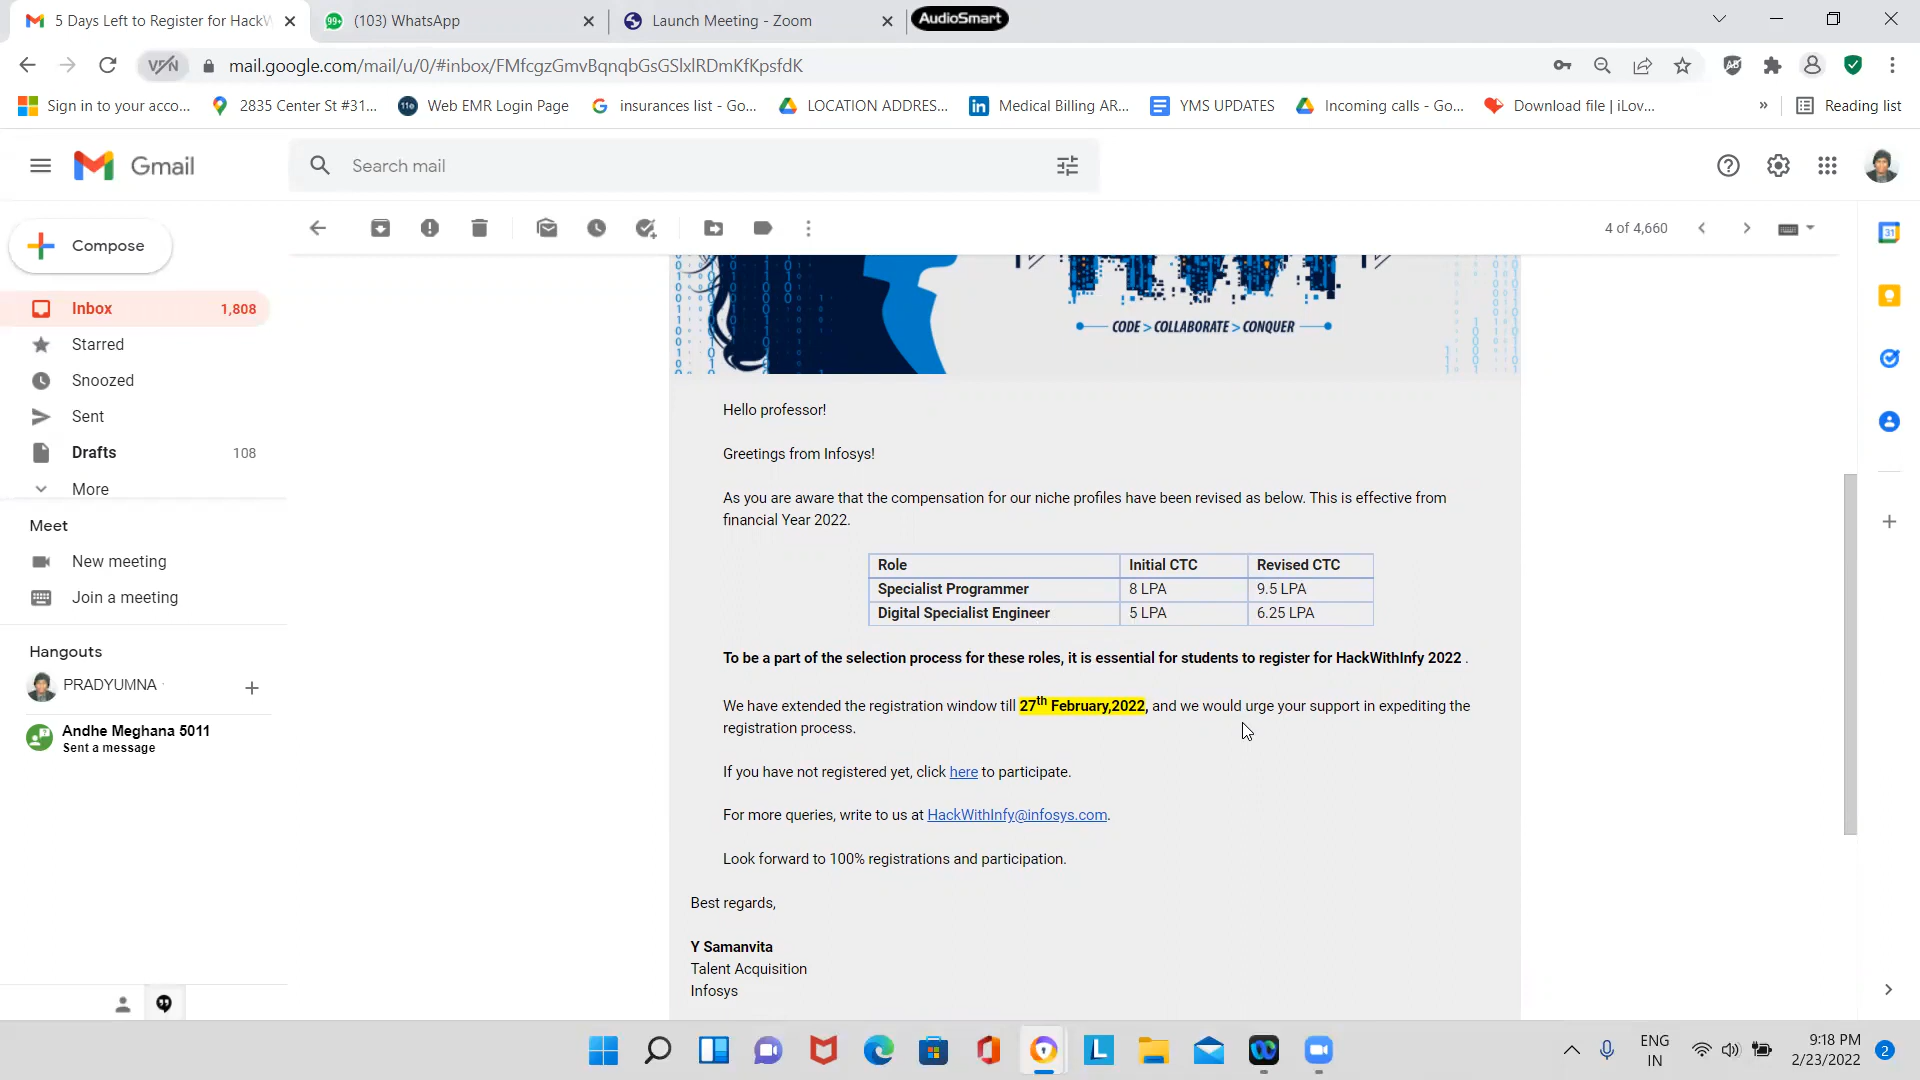 5 Days Left to Register for HackW
99+
(103) WhatsApp
Launch Meeting - Zoom
AudioSmart
VPN
mail.google.com/mail/u/0/#inbox/FMfcgzGmvBqnqbGsGSlxlRDmKfKpsfdK
Sign in to your acco...
2835 Center St #31...
11e
Web EMR Login Page
insurances list - Go...
LOCATION ADDRES...
Medical Billing AR...
YMS UPDATES
Incoming calls - Go...
Download file | iLov...
»
Reading list
Gmail
Search mail
Compose
4 of 4,660
31
Inbox 1,808
Starred
Snoozed
Sent
Drafts 108
More
Meet
New meeting
Join a meeting
Hangouts
PRADYUMNA
Andhe Meghana 5011
Sent a message
CODE > COLLABORATE > CONQUER
Hello professor!
Greetings from Infosys!
As you are aware that the compensation for our niche profiles have been revised as below. This is effective from
financial Year 2022.
Role Initial CTC Revised CTC
Specialist Programmer 8 LPA 9.5 LPA
Digital Specialist Engineer 5 LPA 6.25 LPA
To be a part of the selection process for these roles, it is essential for students to register for HackWithInfy 2022 .
We have extended the registration window till 27th February,2022, and we would urge your support in expediting the
registration process.
If you have not registered yet, click here to participate.
For more queries, write to us at HackWithInfy@infosys.com.
Look forward to 100% registrations and participation.
Best regards,
Y Samanvita
Talent Acquisition
Infosys
ENG
IN
9:18 PM
2/23/2022
2